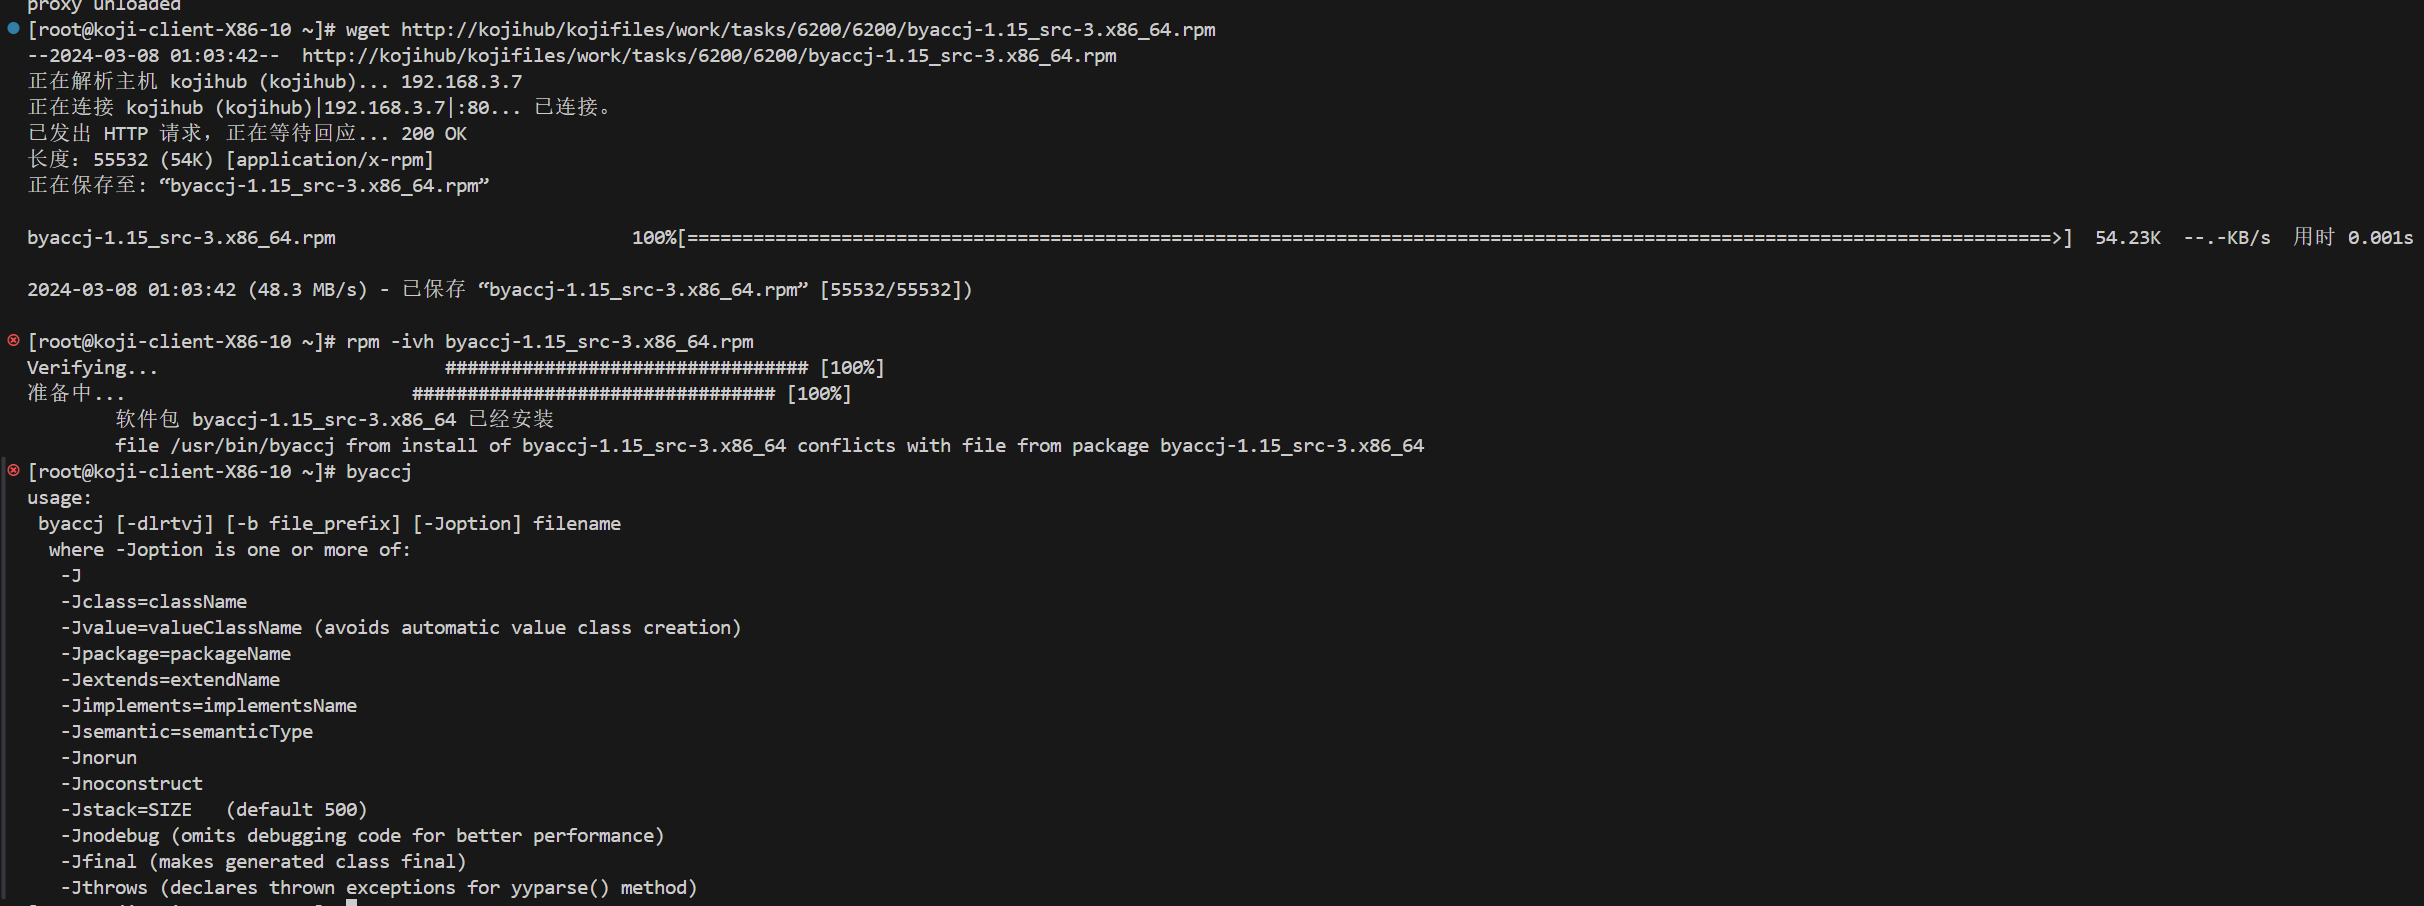 proxy unloaded
[root@koji-client-X86-10 ~]# wget http://kojihub/kojifiles/work/tasks/6200/6200/byaccj-1.15_src-3.x86_64.rpm
--2024-03-08 01:03:42--  http://kojihub/kojifiles/work/tasks/6200/6200/byaccj-1.15_src-3.x86_64.rpm
正在解析主机 kojihub (kojihub)... 192.168.3.7
正在连接 kojihub (kojihub)|192.168.3.7|:80... 已连接。
已发出 HTTP 请求，正在等待回应... 200 OK
长度：55532 (54K) [application/x-rpm]
正在保存至: “byaccj-1.15_src-3.x86_64.rpm”
byaccj-1.15_src-3.x86_64.rpm 100%[============================================================================================================================>] 54.23K --.-KB/s 用时 0.001s
2024-03-08 01:03:42 (48.3 MB/s) - 已保存 “byaccj-1.15_src-3.x86_64.rpm” [55532/55532])
[root@koji-client-X86-10 ~]# rpm -ivh byaccj-1.15_src-3.x86_64.rpm
Verifying... ################################# [100%]
准备中... ################################# [100%]
软件包 byaccj-1.15_src-3.x86_64 已经安装
file /usr/bin/byaccj from install of byaccj-1.15_src-3.x86_64 conflicts with file from package byaccj-1.15_src-3.x86_64
[root@koji-client-X86-10 ~]# byaccj
usage:
byaccj [-dlrtvj] [-b file_prefix] [-Joption] filename
where -Joption is one or more of:
-J
-Jclass=className
-Jvalue=valueClassName (avoids automatic value class creation)
-Jpackage=packageName
-Jextends=extendName
-Jimplements=implementsName
-Jsemantic=semanticType
-Jnorun
-Jnoconstruct
-Jstack=SIZE   (default 500)
-Jnodebug (omits debugging code for better performance)
-Jfinal (makes generated class final)
-Jthrows (declares thrown exceptions for yyparse() method)